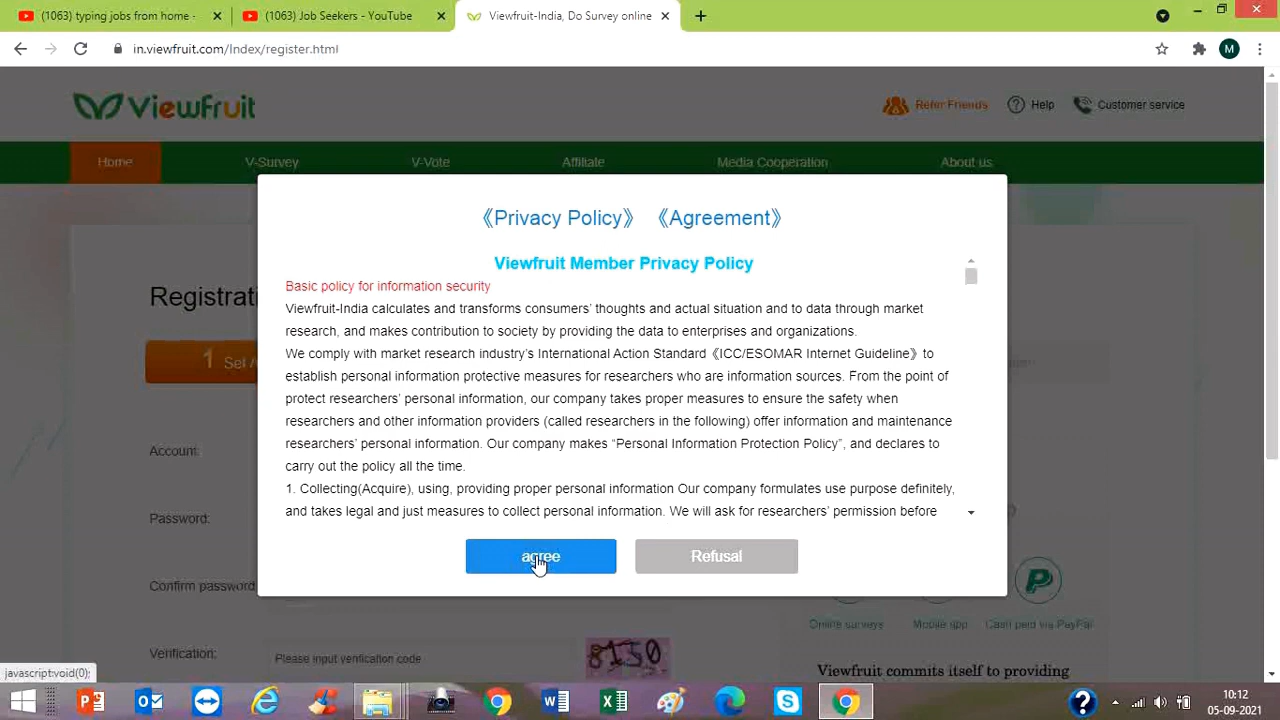 (1063) typing jobs from home -
(1063) Job Seekers - YouTube
Viewfruit-India, Do Survey online
in.viewfruit.com/Index/register.html
M
Viewfruit
Refer Friends
Help
Customer service
Home
V-Survey
V-Vote
Affiliate
Media Cooperation
About us
《Privacy Policy》 《Agreement》
Viewfruit Member Privacy Policy
Basic policy for information security
Viewfruit-India calculates and transforms consumers' thoughts and actual situation and to data through market
research, and makes contribution to society by providing the data to enterprises and organizations.
We comply with market research industry's International Action Standard《ICC/ESOMAR Internet Guideline》to
establish personal information protective measures for researchers who are information sources. From the point of
protect researchers' personal information, our company takes proper measures to ensure the safety when
researchers and other information providers (called researchers in the following) offer information and maintenance
researchers' personal information. Our company makes “Personal Information Protection Policy”, and declares to
carry out the policy all the time.
1. Collecting(Acquire), using, providing proper personal information Our company formulates use purpose definitely,
and takes legal and just measures to collect personal information. We will ask for researchers' permission before
agree
Refusal
Registrati
1 Set
Account:
Password:
Confirm password
Verification:
Please input verification code
8150
Online surveys
Mobile app
Cash paid via PayPal
Viewfruit commits itself to providing
javascript:void(0);
10:12
05-09-2021